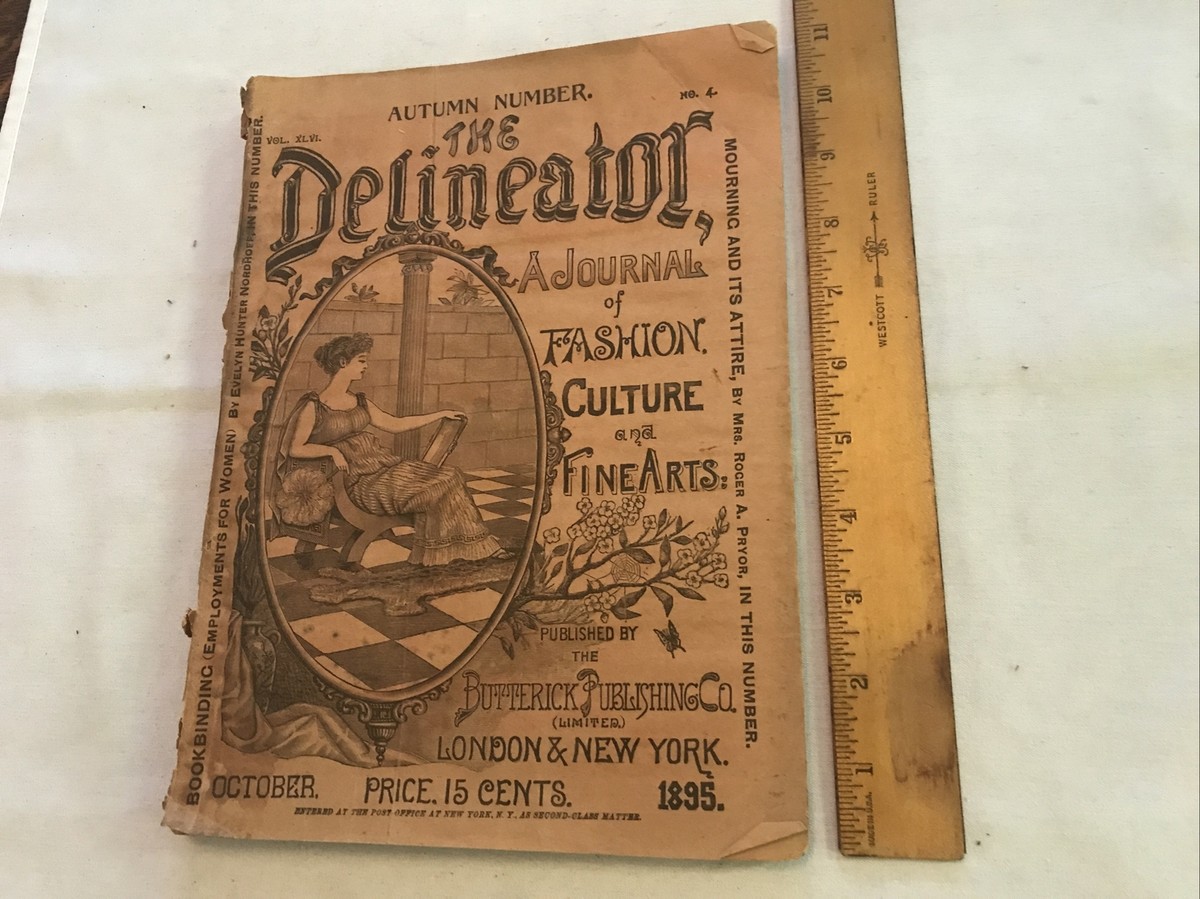 AUTUMN NUMBER.
VOL. XLVI.
NO. 4.
THE
Delineator,
A JOURNAL
of
FASHION.
CULTURE
and
FINE ARTS.
PUBLISHED BY
THE
BUTTERICK PUBLISHING CO.
(LIMITED.)
LONDON & NEW YORK.
OCTOBER. PRICE, 15 CENTS. 1895.
ENTERED AT THE POST OFFICE AT NEW YORK, N. Y., AS SECOND-CLASS MATTER.
BOOKBINDING (EMPLOYMENTS FOR WOMEN) BY EVELYN HUNTER NORDHOFF, IN THIS NUMBER.
MOURNING AND ITS ATTIRE, BY MRS. ROGER A. PRYOR, IN THIS NUMBER.
11
10
9
8
7
6
5
4
3
2
1
WESTCOTT RULER